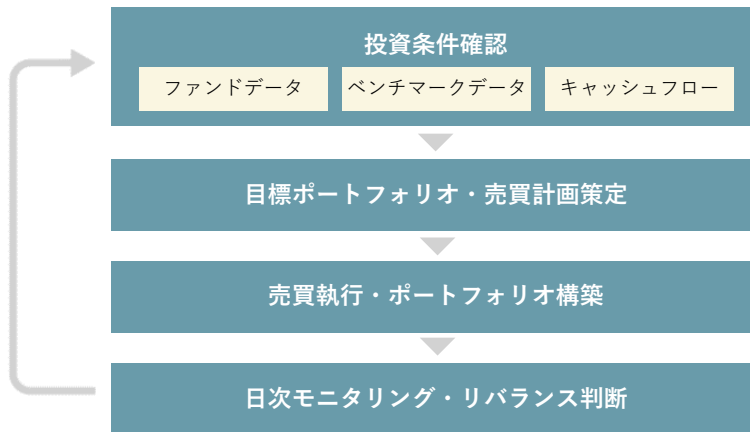 投資条件確認
ファンドデータ
ベンチマークデータ
キャッシュフロー
目標ポートフォリオ・売買計画策定
売買執行・ポートフォリオ構築
日次モニタリング・リバランス判断